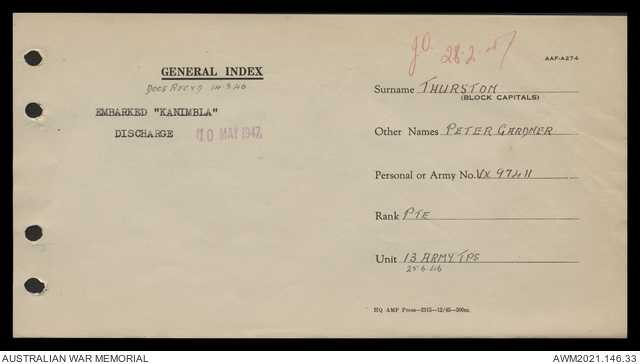 GENERAL INDEX
DOCS RECVD 14.3.46
EMBARKED "KANIMBLA"
DISCHARGE 10 MAY 1947
28.2.47
AAF-A274
Surname THURSTON
(BLOCK CAPITALS)
Other Names PETER GARDNER
Personal or Army No. VX 97411
Rank PTE
Unit 13 ARMY TPS
25.6.46
HQ AMF Press—2915—12/45—300m.
AUSTRALIAN WAR MEMORIAL
AWM2021.146.33